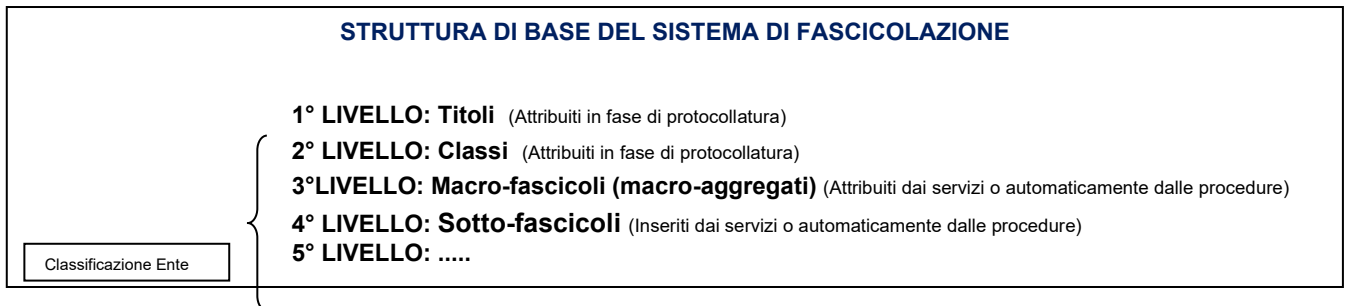 STRUTTURA DI BASE DEL SISTEMA DI FASCICOLAZIONE
1° LIVELLO: Titoli (Attribuiti in fase di protocollatura)
2° LIVELLO: Classi (Attribuiti in fase di protocollatura)
3°LIVELLO: Macro-fascicoli (macro-aggregati) (Attribuiti dai servizi o automaticamente dalle procedure)
4° LIVELLO: Sotto-fascicoli (Inseriti dai servizi o automaticamente dalle procedure)
5° LIVELLO: .....
Classificazione Ente